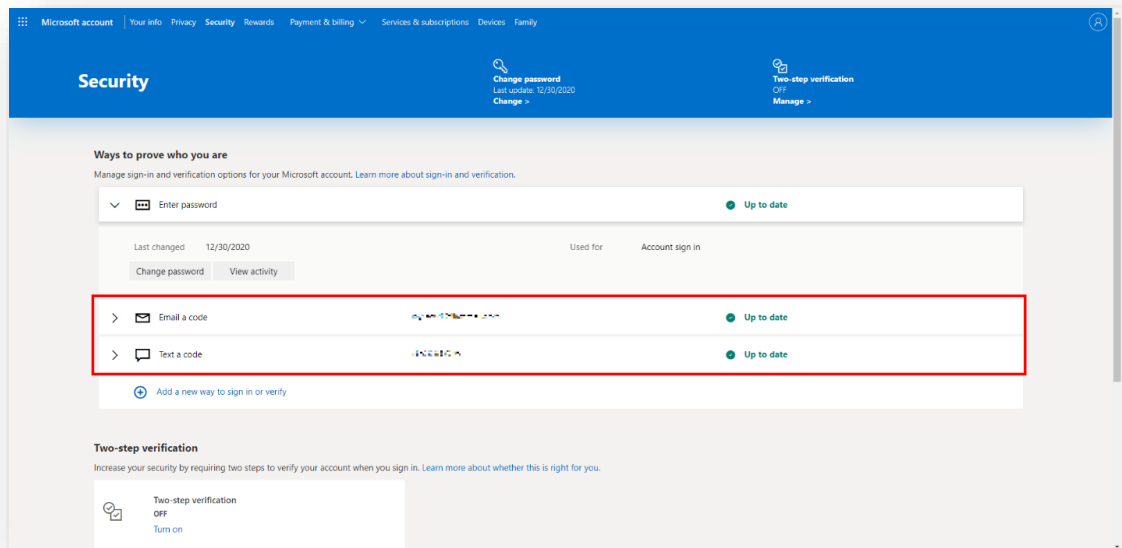 Microsoft account Your info Privacy Security Rewards Payment & billing Services & subscriptions Devices Family
Security
Change password
Last update: 12/30/2020
Change >
Two-step verification
OFF
Manage >
Ways to prove who you are
Manage sign-in and verification options for your Microsoft account. Learn more about sign-in and verification.
Enter password Up to date
Last changed 12/30/2020 Used for Account sign in
Change password View activity
Email a code Up to date
Text a code Up to date
Add a new way to sign in or verify
Two-step verification
Increase your security by requiring two steps to verify your account when you sign in. Learn more about whether this is right for you.
Two-step verification
OFF
Turn on